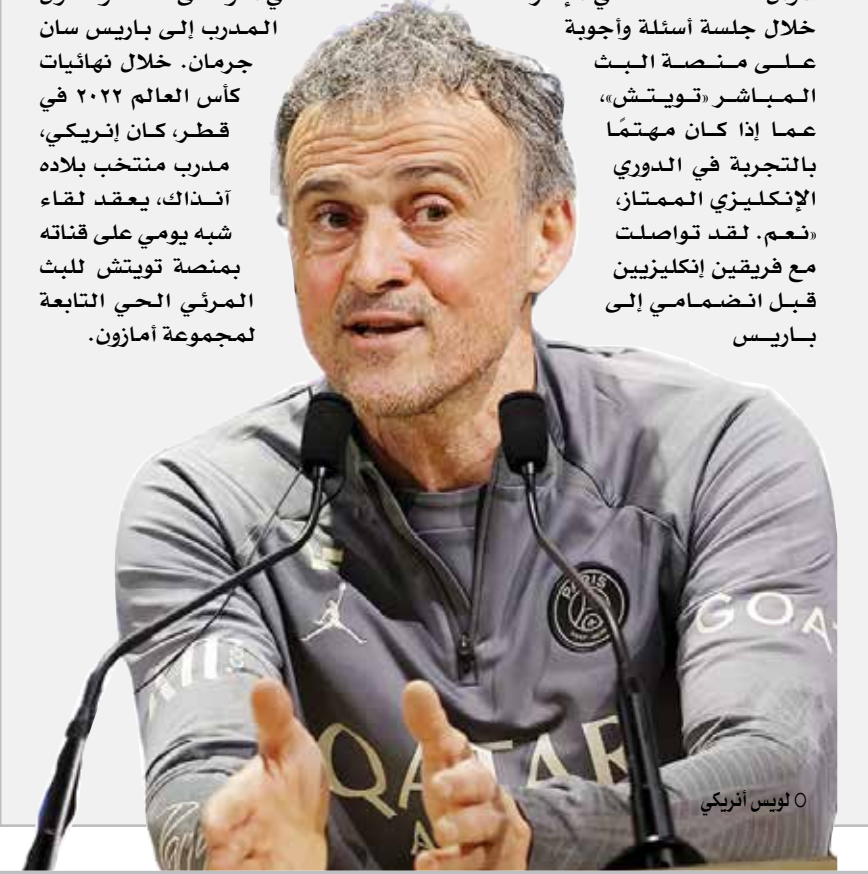 خلال جلسة أسئلة وأجوبة
على منصة البث
المباشر «تويتش»،
عما إذا كان مهتمًا
بالتجربة في الدوري
الإنكليزي الممتاز،
«نعم. لقد تواصلت
مع فريقين إنكليزيين
قبل انضمامي إلى
باريس
المدرب إلى باريس سان
جرمان. خلال نهائيات
كأس العالم ٢٠٢٢ في
قطر، كان إنريكي،
مدرب منتخب بلاده
آنذاك، يعقد لقاء
شبه يومي على قناته
بمنصة تويتش للبث
المرئي الحي التابعة
لمجموعة أمازون.
PARIS
GOA
QATAR
A
لويس أنريكي